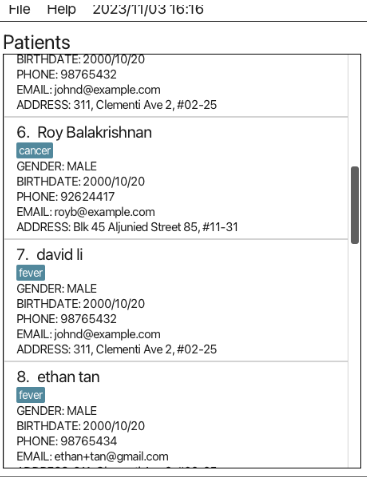 File Help 2023/11/03 16:16
Patients
BIRTHDATE: 2000/10/20
PHONE: 98765432
EMAIL: johnd@example.com
ADDRESS: 311, Clementi Ave 2, #02-25
6. Roy Balakrishnan
cancer
GENDER: MALE
BIRTHDATE: 2000/10/20
PHONE: 92624417
EMAIL: royb@example.com
ADDRESS: Blk 45 Aljunied Street 85, #11-31
7. david li
fever
GENDER: MALE
BIRTHDATE: 2000/10/20
PHONE: 98765432
EMAIL: johnd@example.com
ADDRESS: 311, Clementi Ave 2, #02-25
8. ethan tan
fever
GENDER: MALE
BIRTHDATE: 2000/10/20
PHONE: 98765434
EMAIL: ethan+tan@gmail.com